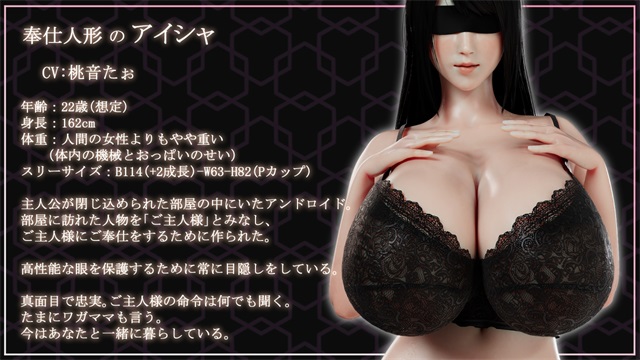 奉仕人形 の アイシャ
CV:桃音たぉ
年齢：22歳(想定)
身長：162cm
体重：人間の女性よりもやや重い
(体内の機械とおっぱいのせい)
スリーサイズ：B114(+2成長)-W63-H82(Pカップ)
主人公が閉じ込められた部屋の中にいたアンドロイド。
部屋に訪れた人物を「ご主人様」とみなし、
ご主人様にご奉仕をするために作られた。
高性能な眼を保護するために常に目隠しをしている。
真面目で忠実。ご主人様の命令は何でも聞く。
たまにワガママも言う。
今はあなたと一緒に暮らしている。